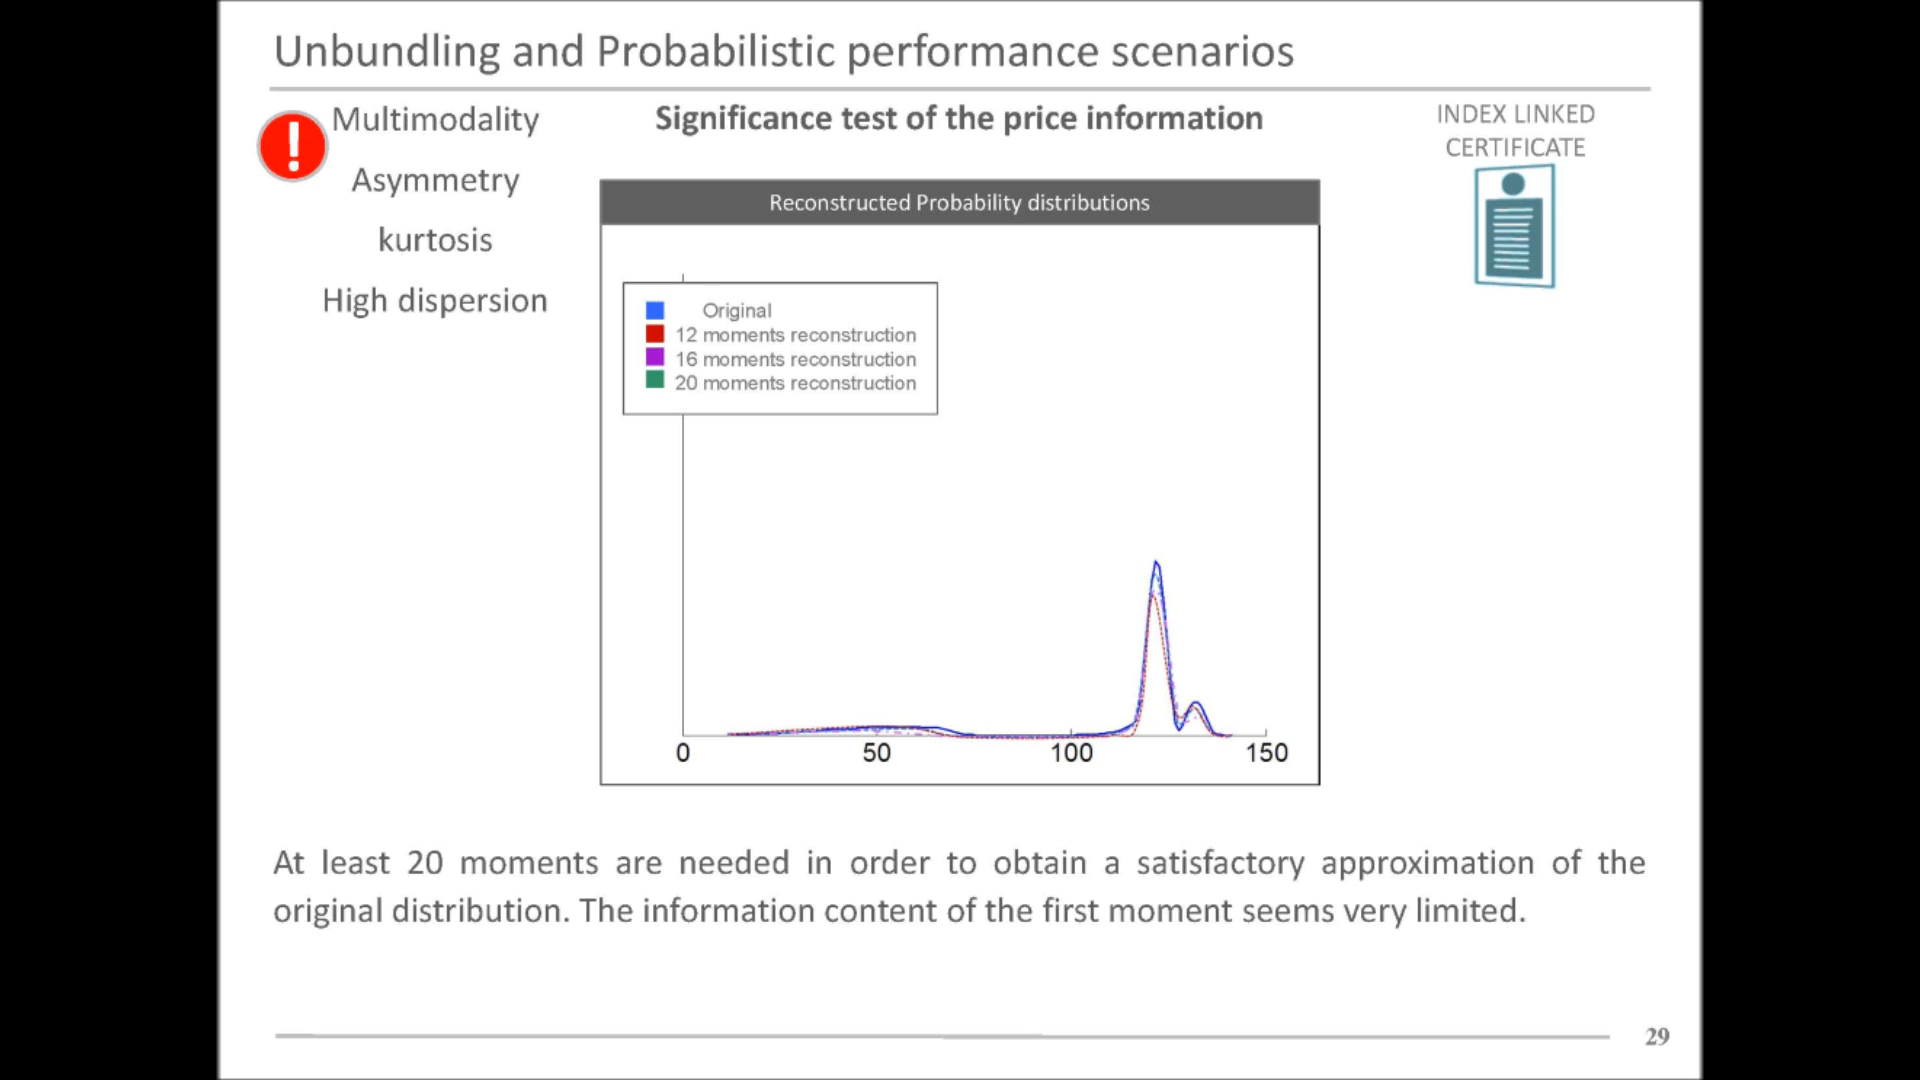 Unbundling and Probabilistic performance scenarios
Multimodality
Asymmetry
kurtosis
High dispersion
Significance test of the price information
INDEX LINKED
CERTIFICATE
Reconstructed Probability distributions
Original
12 moments reconstruction
16 moments reconstruction
20 moments reconstruction
0 50 100 150
At least 20 moments are needed in order to obtain a satisfactory approximation of the
original distribution. The information content of the first moment seems very limited.
29